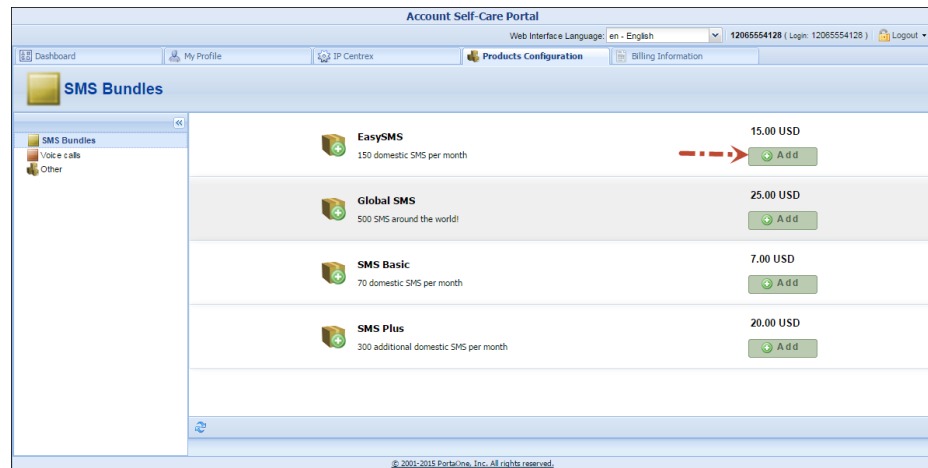 Account Self-Care Portal
Web Interface Language: en - English 12065554128 ( Login: 12065554128 ) Logout
Dashboard My Profile IP Centrex Products Configuration Billing Information
SMS Bundles
SMS Bundles
Voice calls
Other
EasySMS
150 domestic SMS per month
15.00 USD
Add
Global SMS
500 SMS around the world!
25.00 USD
Add
SMS Basic
70 domestic SMS per month
7.00 USD
Add
SMS Plus
300 additional domestic SMS per month
20.00 USD
Add
© 2001-2015 PortaOne, Inc. All rights reserved.